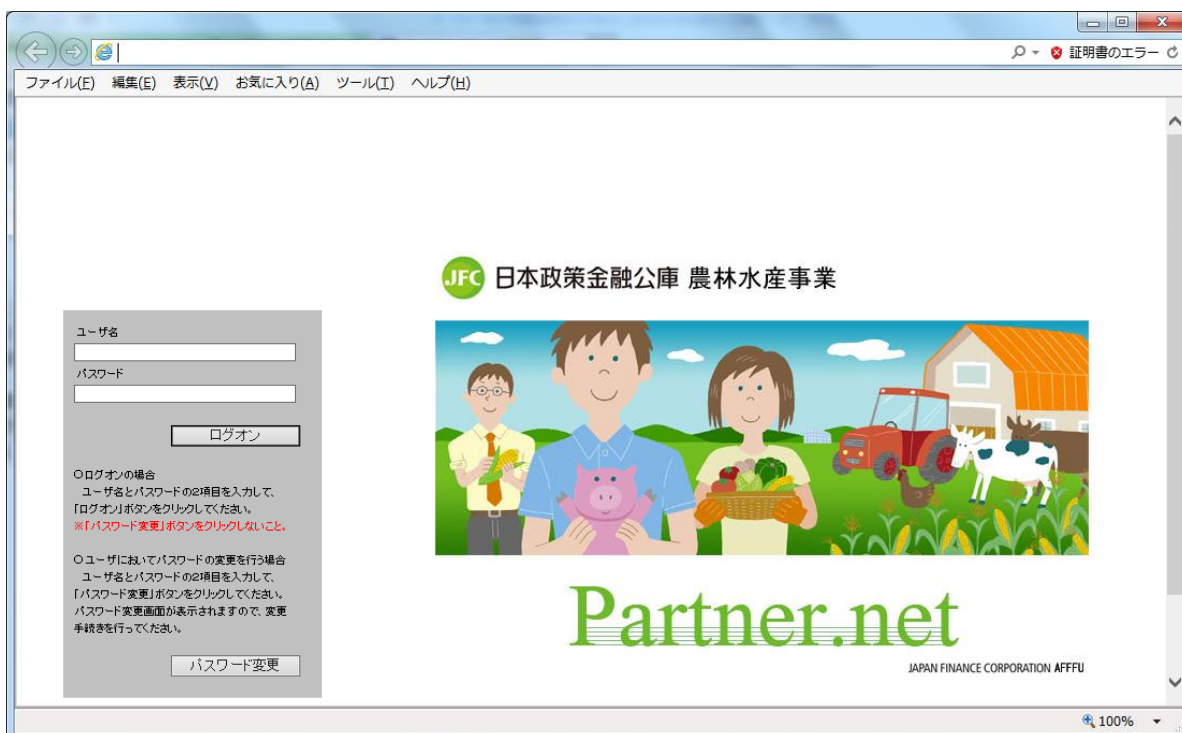 証明書のエラー
ファイル(F) 編集(E) 表示(V) お気に入り(A) ツール(T) ヘルプ(H)
JFC 日本政策金融公庫 農林水産事業
ユーザ名
パスワード
ログオン
○ログオンの場合
ユーザ名とパスワードの2項目を入力して、
「ログオン」ボタンをクリックしてください。
※「パスワード変更」ボタンをクリックしないこと。
○ユーザにおいてパスワードの変更を行う場合
ユーザ名とパスワードの2項目を入力して、
「パスワード変更」ボタンをクリックしてください。
パスワード変更画面が表示されますので、変更
手続きを行ってください。
パスワード変更
Partner.net
JAPAN FINANCE CORPORATION AFFFU
100%